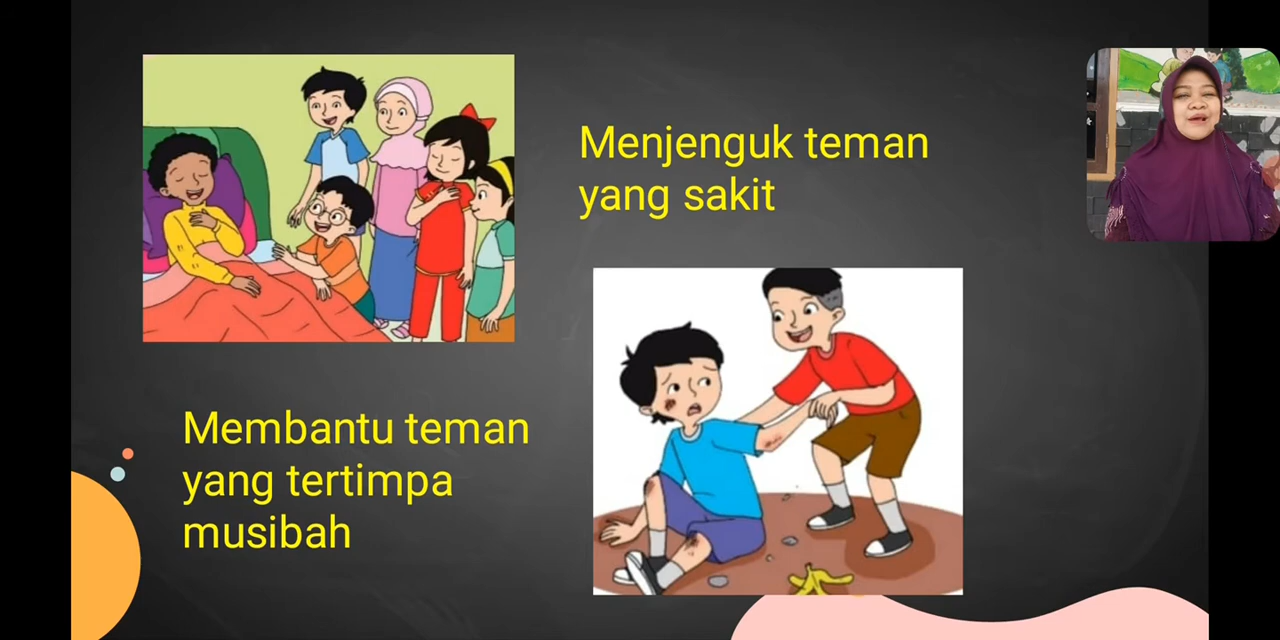 Menjenguk teman
yang sakit
Membantu teman
yang tertimpa
musibah